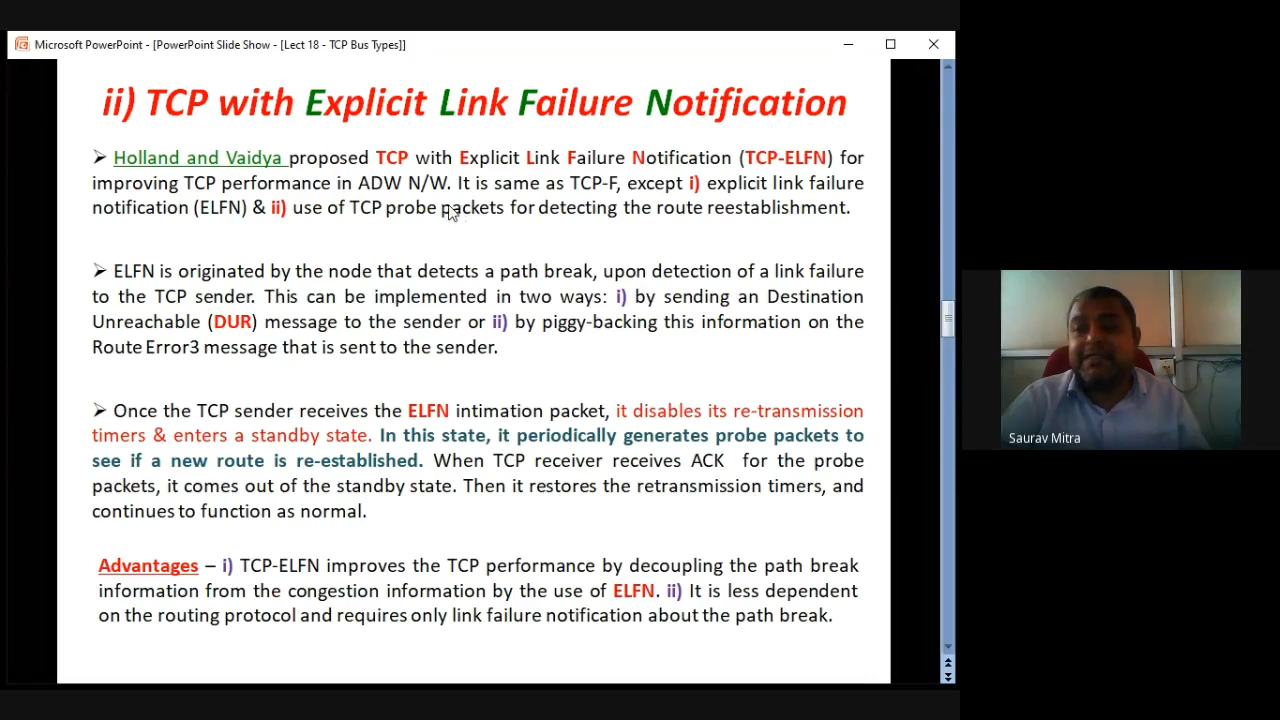 Microsoft PowerPoint - [PowerPoint Slide Show - [Lect 18 - TCP Bus Types]]
ii) TCP with Explicit Link Failure Notification
➢ Holland and Vaidya proposed TCP with Explicit Link Failure Notification (TCP-ELFN) for
improving TCP performance in ADW N/W. It is same as TCP-F, except i) explicit link failure
notification (ELFN) & ii) use of TCP probe packets for detecting the route reestablishment.
➢ ELFN is originated by the node that detects a path break, upon detection of a link failure
to the TCP sender. This can be implemented in two ways: i) by sending an Destination
Unreachable (DUR) message to the sender or ii) by piggy-backing this information on the
Route Error3 message that is sent to the sender.
➢ Once the TCP sender receives the ELFN intimation packet, it disables its re-transmission
timers & enters a standby state. In this state, it periodically generates probe packets to
see if a new route is re-established. When TCP receiver receives ACK for the probe
packets, it comes out of the standby state. Then it restores the retransmission timers, and
continues to function as normal.
Advantages – i) TCP-ELFN improves the TCP performance by decoupling the path break
information from the congestion information by the use of ELFN. ii) It is less dependent
on the routing protocol and requires only link failure notification about the path break.
Saurav Mitra